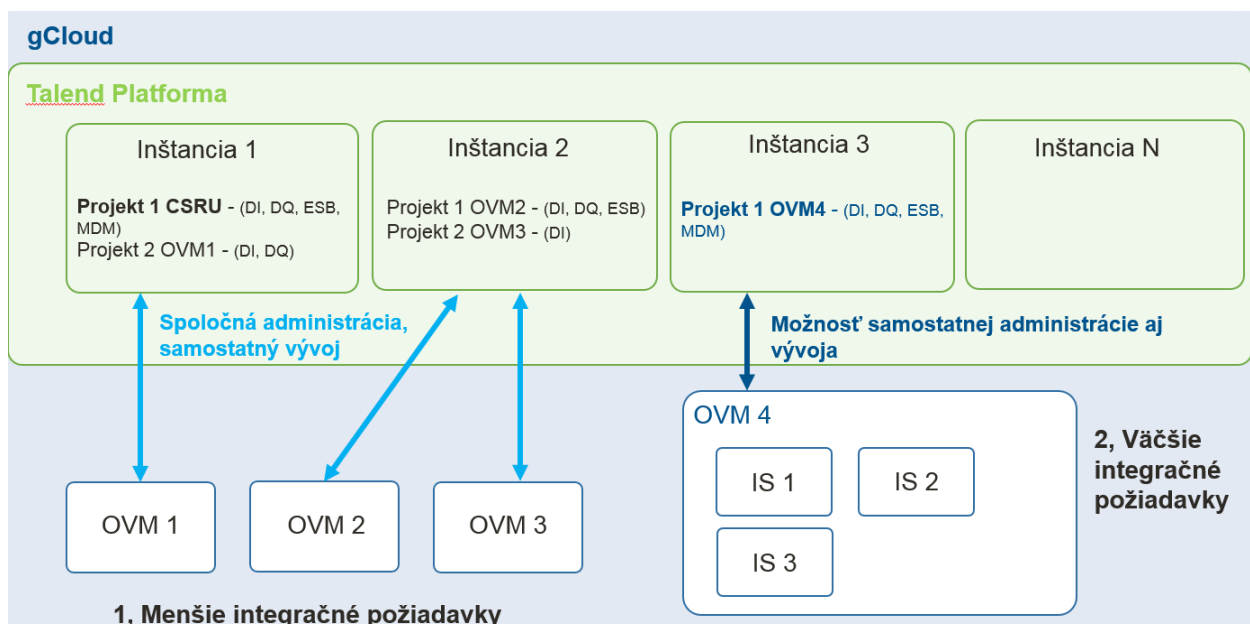 gCloud
Talend Platforma
Inštancia 1
Projekt 1 CSRU - (DI, DQ, ESB,
MDM)
Projekt 2 OVM1 - (DI, DQ)
Inštancia 2
Projekt 1 OVM2 - (DI, DQ, ESB)
Projekt 2 OVM3 - (DI)
Inštancia 3
Projekt 1 OVM4 - (DI, DQ, ESB,
MDM)
Inštancia N
Spoločná administrácia,
samostatný vývoj
Možnosť samostatnej administrácie aj
vývoja
OVM 1
OVM 2
OVM 3
OVM 4
IS 1
IS 2
IS 3
2, Väčšie
integračné
požiadavky
1, Menšie integračné požiadavky